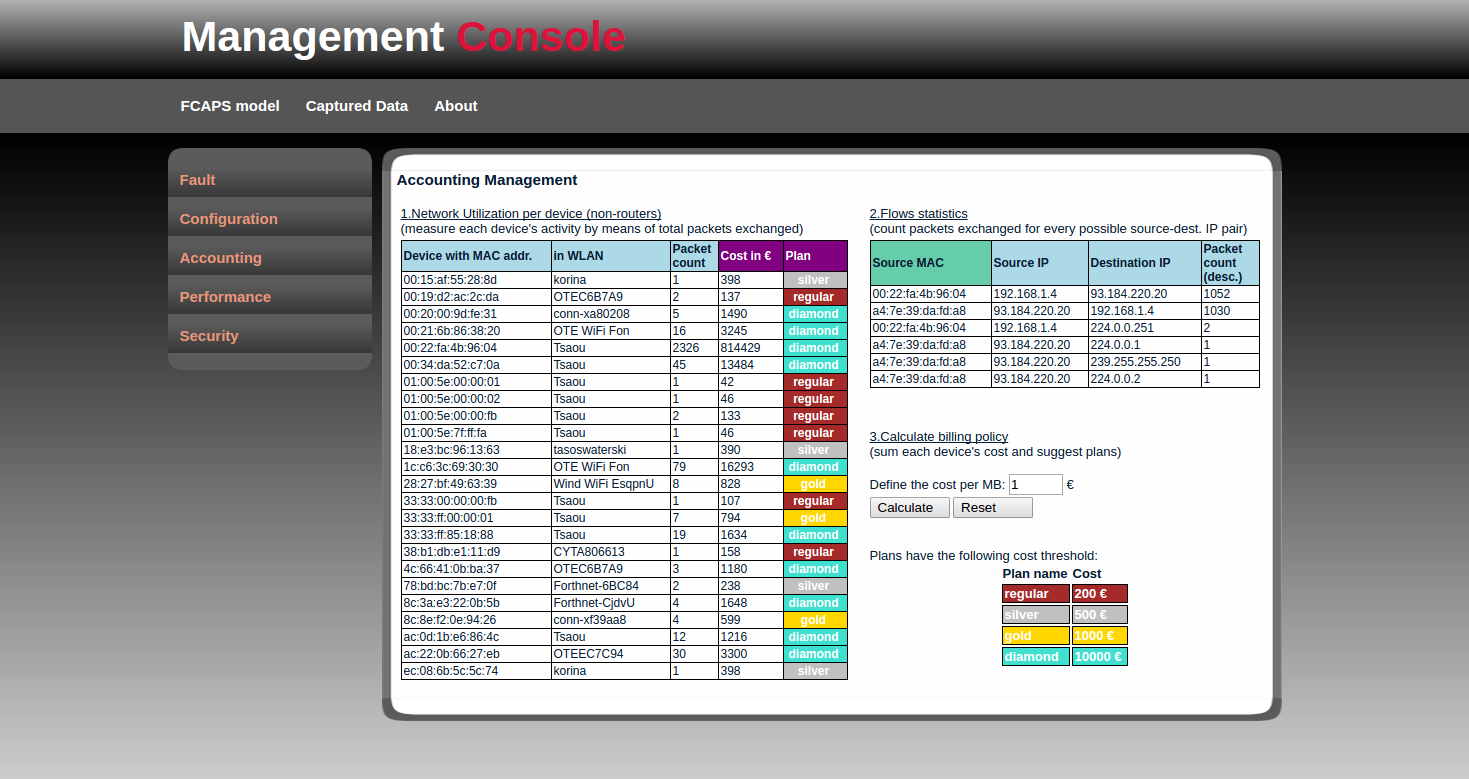 Management Console
FCAPS model Captured Data About
Fault
Configuration
Accounting
Performance
Security
Accounting Management
1.Network Utilization per device (non-routers)
(measure each device's activity by means of total packets exchanged)
Device with MAC addr. in WLAN Packet count Cost in € Plan
00:15:af:55:28:8d korina 1 398 silver
00:19:d2:ac:2c:da OTEC6B7A9 2 137 regular
00:20:00:9d:fe:31 conn-xa80208 5 1490 diamond
00:21:6b:86:38:20 OTE WiFi Fon 16 3245 diamond
00:22:fa:4b:96:04 Tsaou 2326 814429 diamond
00:34:da:52:c7:0a Tsaou 45 13484 diamond
01:00:5e:00:00:01 Tsaou 1 42 regular
01:00:5e:00:00:02 Tsaou 1 46 regular
01:00:5e:00:00:fb Tsaou 2 133 regular
01:00:5e:7f:ff:fa Tsaou 1 46 regular
18:e3:bc:96:13:63 tasoswaterski 1 390 silver
1c:c6:3c:69:30:30 OTE WiFi Fon 79 16293 diamond
28:27:bf:49:63:39 Wind WiFi EsqpnU 8 828 gold
33:33:00:00:00:fb Tsaou 1 107 regular
33:33:ff:00:00:01 Tsaou 7 794 gold
33:33:ff:85:18:88 Tsaou 19 1634 diamond
38:b1:db:e1:11:d9 CYTA806613 1 158 regular
4c:66:41:0b:ba:37 OTEC6B7A9 3 1180 diamond
78:bd:bc:7b:e7:0f Forthnet-6BC84 2 238 silver
8c:3a:e3:22:0b:5b Forthnet-CjdvU 4 1648 diamond
8c:8e:f2:0e:94:26 conn-xf39aa8 4 599 gold
ac:0d:1b:e6:86:4c Tsaou 12 1216 diamond
ac:22:0b:66:27:eb OTEEC7C94 30 3300 diamond
ec:08:6b:5c:5c:74 korina 1 398 silver
2.Flows statistics
(count packets exchanged for every possible source-dest. IP pair)
Source MAC Source IP Destination IP Packet count (desc.)
00:22:fa:4b:96:04 192.168.1.4 93.184.220.20 1052
a4:7e:39:da:fd:a8 93.184.220.20 192.168.1.4 1030
00:22:fa:4b:96:04 192.168.1.4 224.0.0.251 2
a4:7e:39:da:fd:a8 93.184.220.20 224.0.0.1 1
a4:7e:39:da:fd:a8 93.184.220.20 239.255.255.250 1
a4:7e:39:da:fd:a8 93.184.220.20 224.0.0.2 1
3.Calculate billing policy
(sum each device's cost and suggest plans)
Define the cost per MB: 1 €
Calculate Reset
Plans have the following cost threshold:
Plan name Cost
regular 200 €
silver 500 €
gold 1000 €
diamond 10000 €